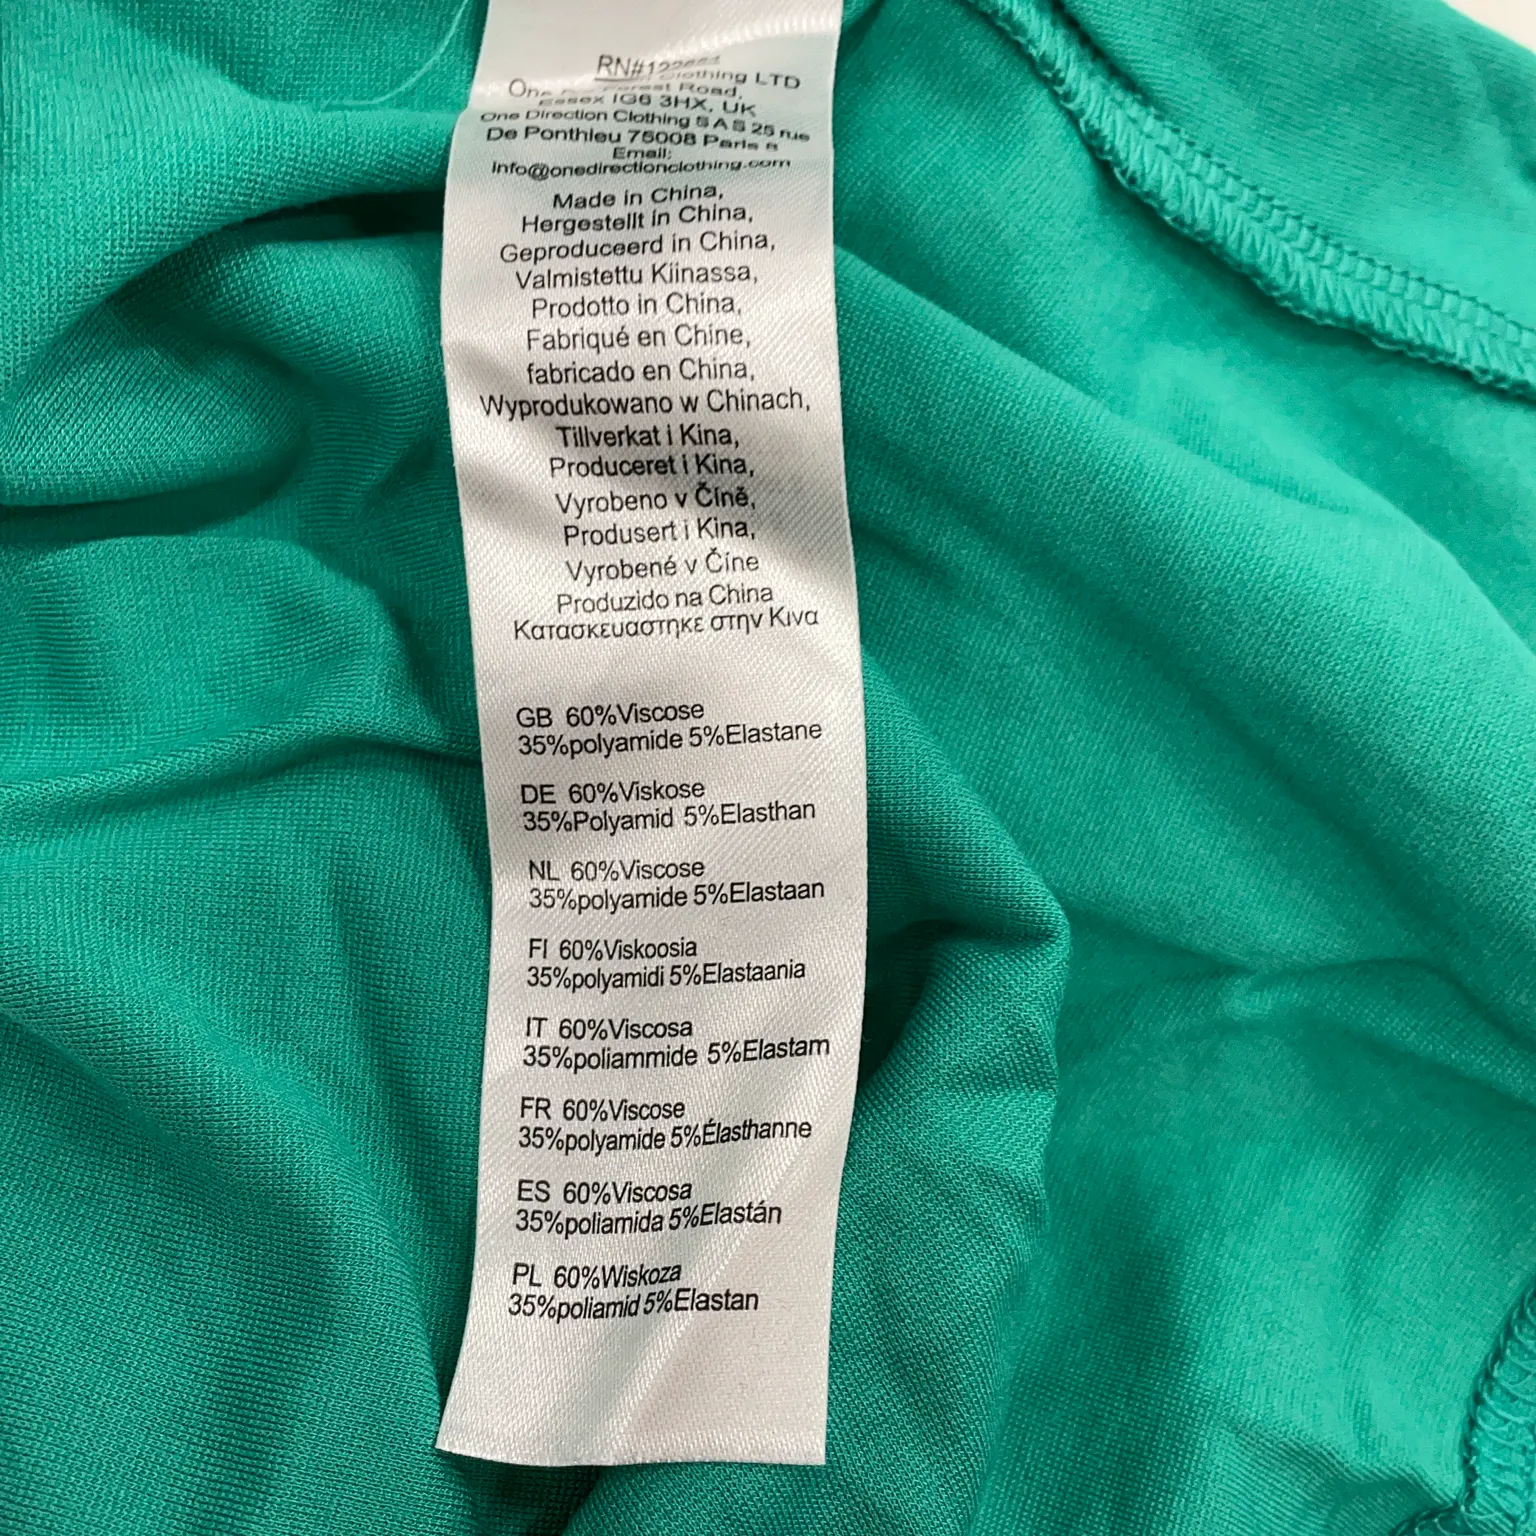 Clothing LTD
Forest Road,
Essex IG6 3HX, UK
One Direction Clothing S A S 25 rue
De Ponthieu 75008 Paris
Email:
info@onedirectionclothing.com
Made in China,
Hergestellt in China,
Geproduceerd in China,
Valmistettu Kiinassa,
Prodotto in China,
Fabriqué en Chine,
fabricado en China,
Wyprodukowano w Chinach,
Tillverkat i Kina,
Produceret i Kina,
Vyrobeno v Číně,
Produsert i Kina,
Vyrobené v Číne
Produzido na China
Κατασκευαστηκε στην Κινα
GB 60%Viscose
35%polyamide 5%Elastane
DE 60%Viskose
35%Polyamid 5%Elasthan
NL 60%Viscose
35%polyamide 5%Elastaan
FI 60%Viskoosia
35%polyamidi 5%Elastaania
IT 60%Viscosa
35%poliammide 5%Elastam
FR 60%Viscose
35%polyamide 5%Élasthanne
ES 60%Viscosa
35%poliamida 5%Elastán
PL 60%Wiskoza
35%poliamid 5%Elastan